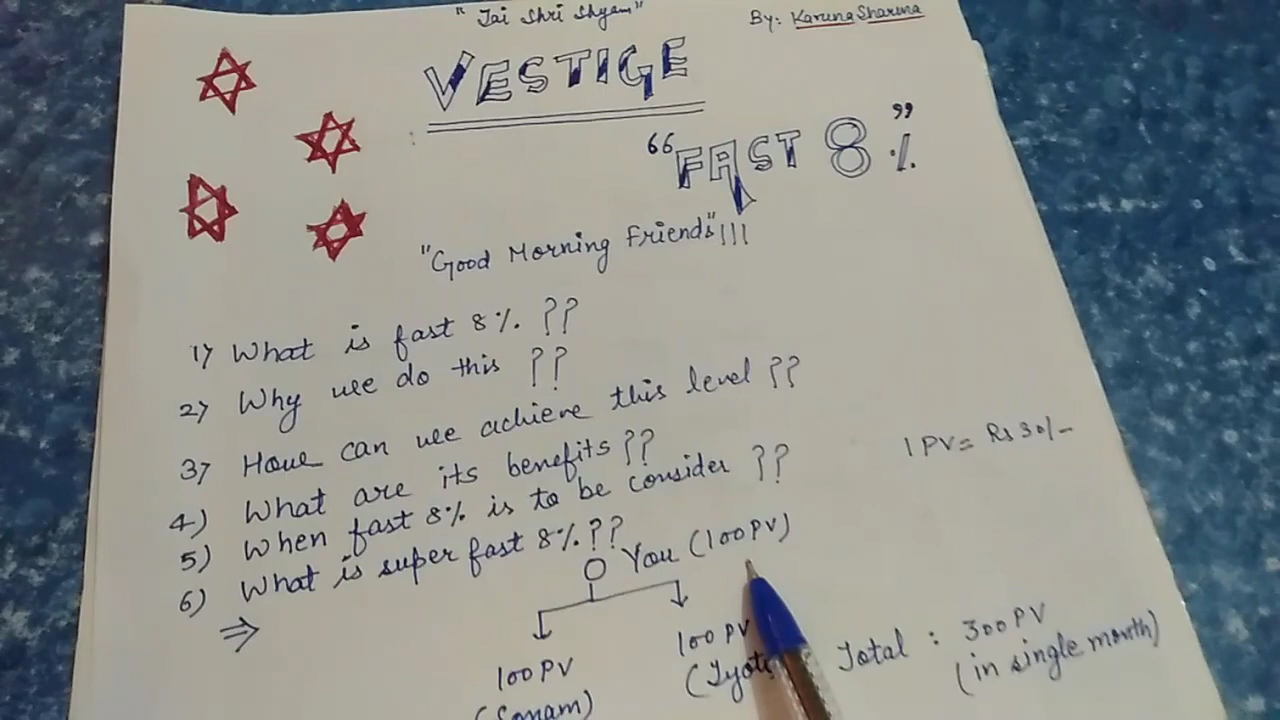 "Jai Shri Shyam"
By: Karuna Sharma
VESTIGE
"FAST 8%"
"Good Morning Friends"!!!
1) What is fast 8%. ??
2) Why we do this ??
3) How can we achieve this level ??
4) What are its benefits ??
5) When fast 8% is to be consider ??
6) What is super fast 8%. ??
1 PV = Rs 30/-
⇒
You (100 PV)
100 PV
(Sonam)
100 PV
(Jyoti
Total : 300 PV
(in single month)